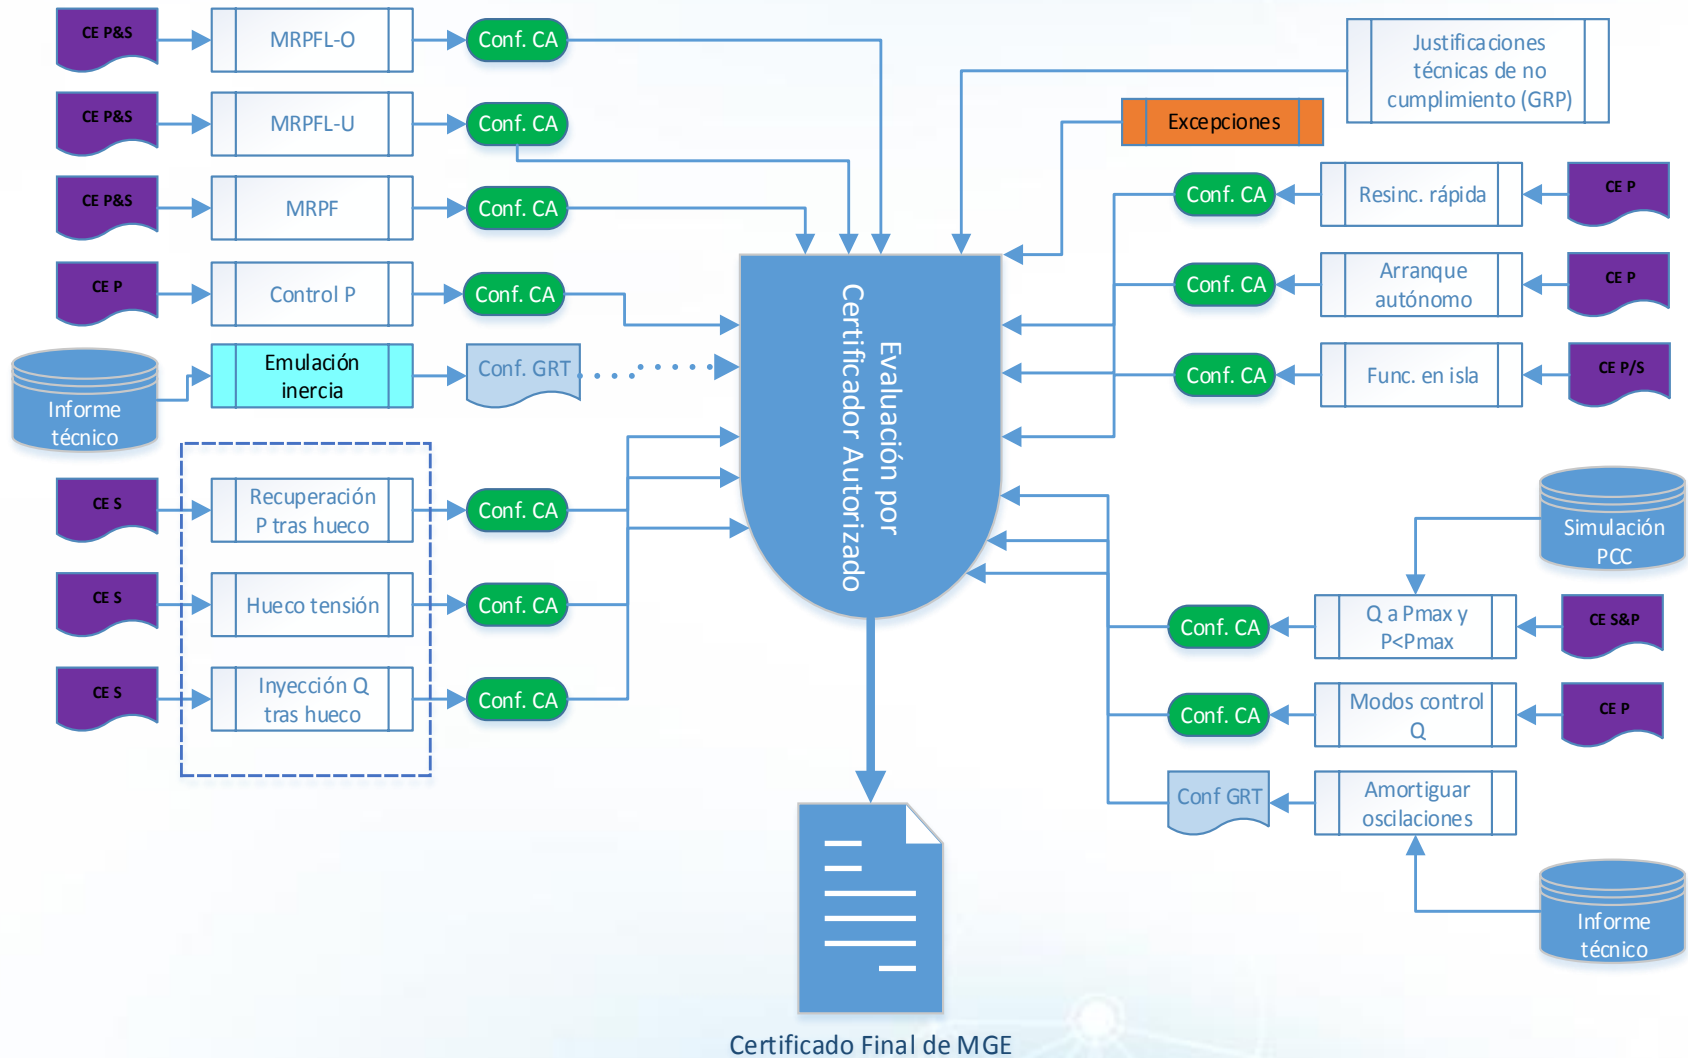 CE P&S
MRPFL-O
Conf. CA
CE P&S
MRPFL-U
Conf. CA
CE P&S
MRPF
Conf. CA
CE P
Control P
Conf. CA
Informe
técnico
Emulación
inercia
Conf. GRT
CE S
Recuperación
P tras hueco
Conf. CA
CE S
Hueco tensión
Conf. CA
CE S
Inyección Q
tras hueco
Conf. CA
Evaluación por
Certificador Autorizado
Justificaciones
técnicas de no
cumplimiento (GRP)
Excepciones
Conf. CA
Resinc. rápida
CE P
Conf. CA
Arranque
autónomo
CE P
Conf. CA
Func. en isla
CE P/S
Simulación
PCC
Conf. CA
Q a Pmax y
P<Pmax
CE S&P
Conf. CA
Modos control
Q
CE P
Conf GRT
Amortiguar
oscilaciones
Informe
técnico
Certificado Final de MGE